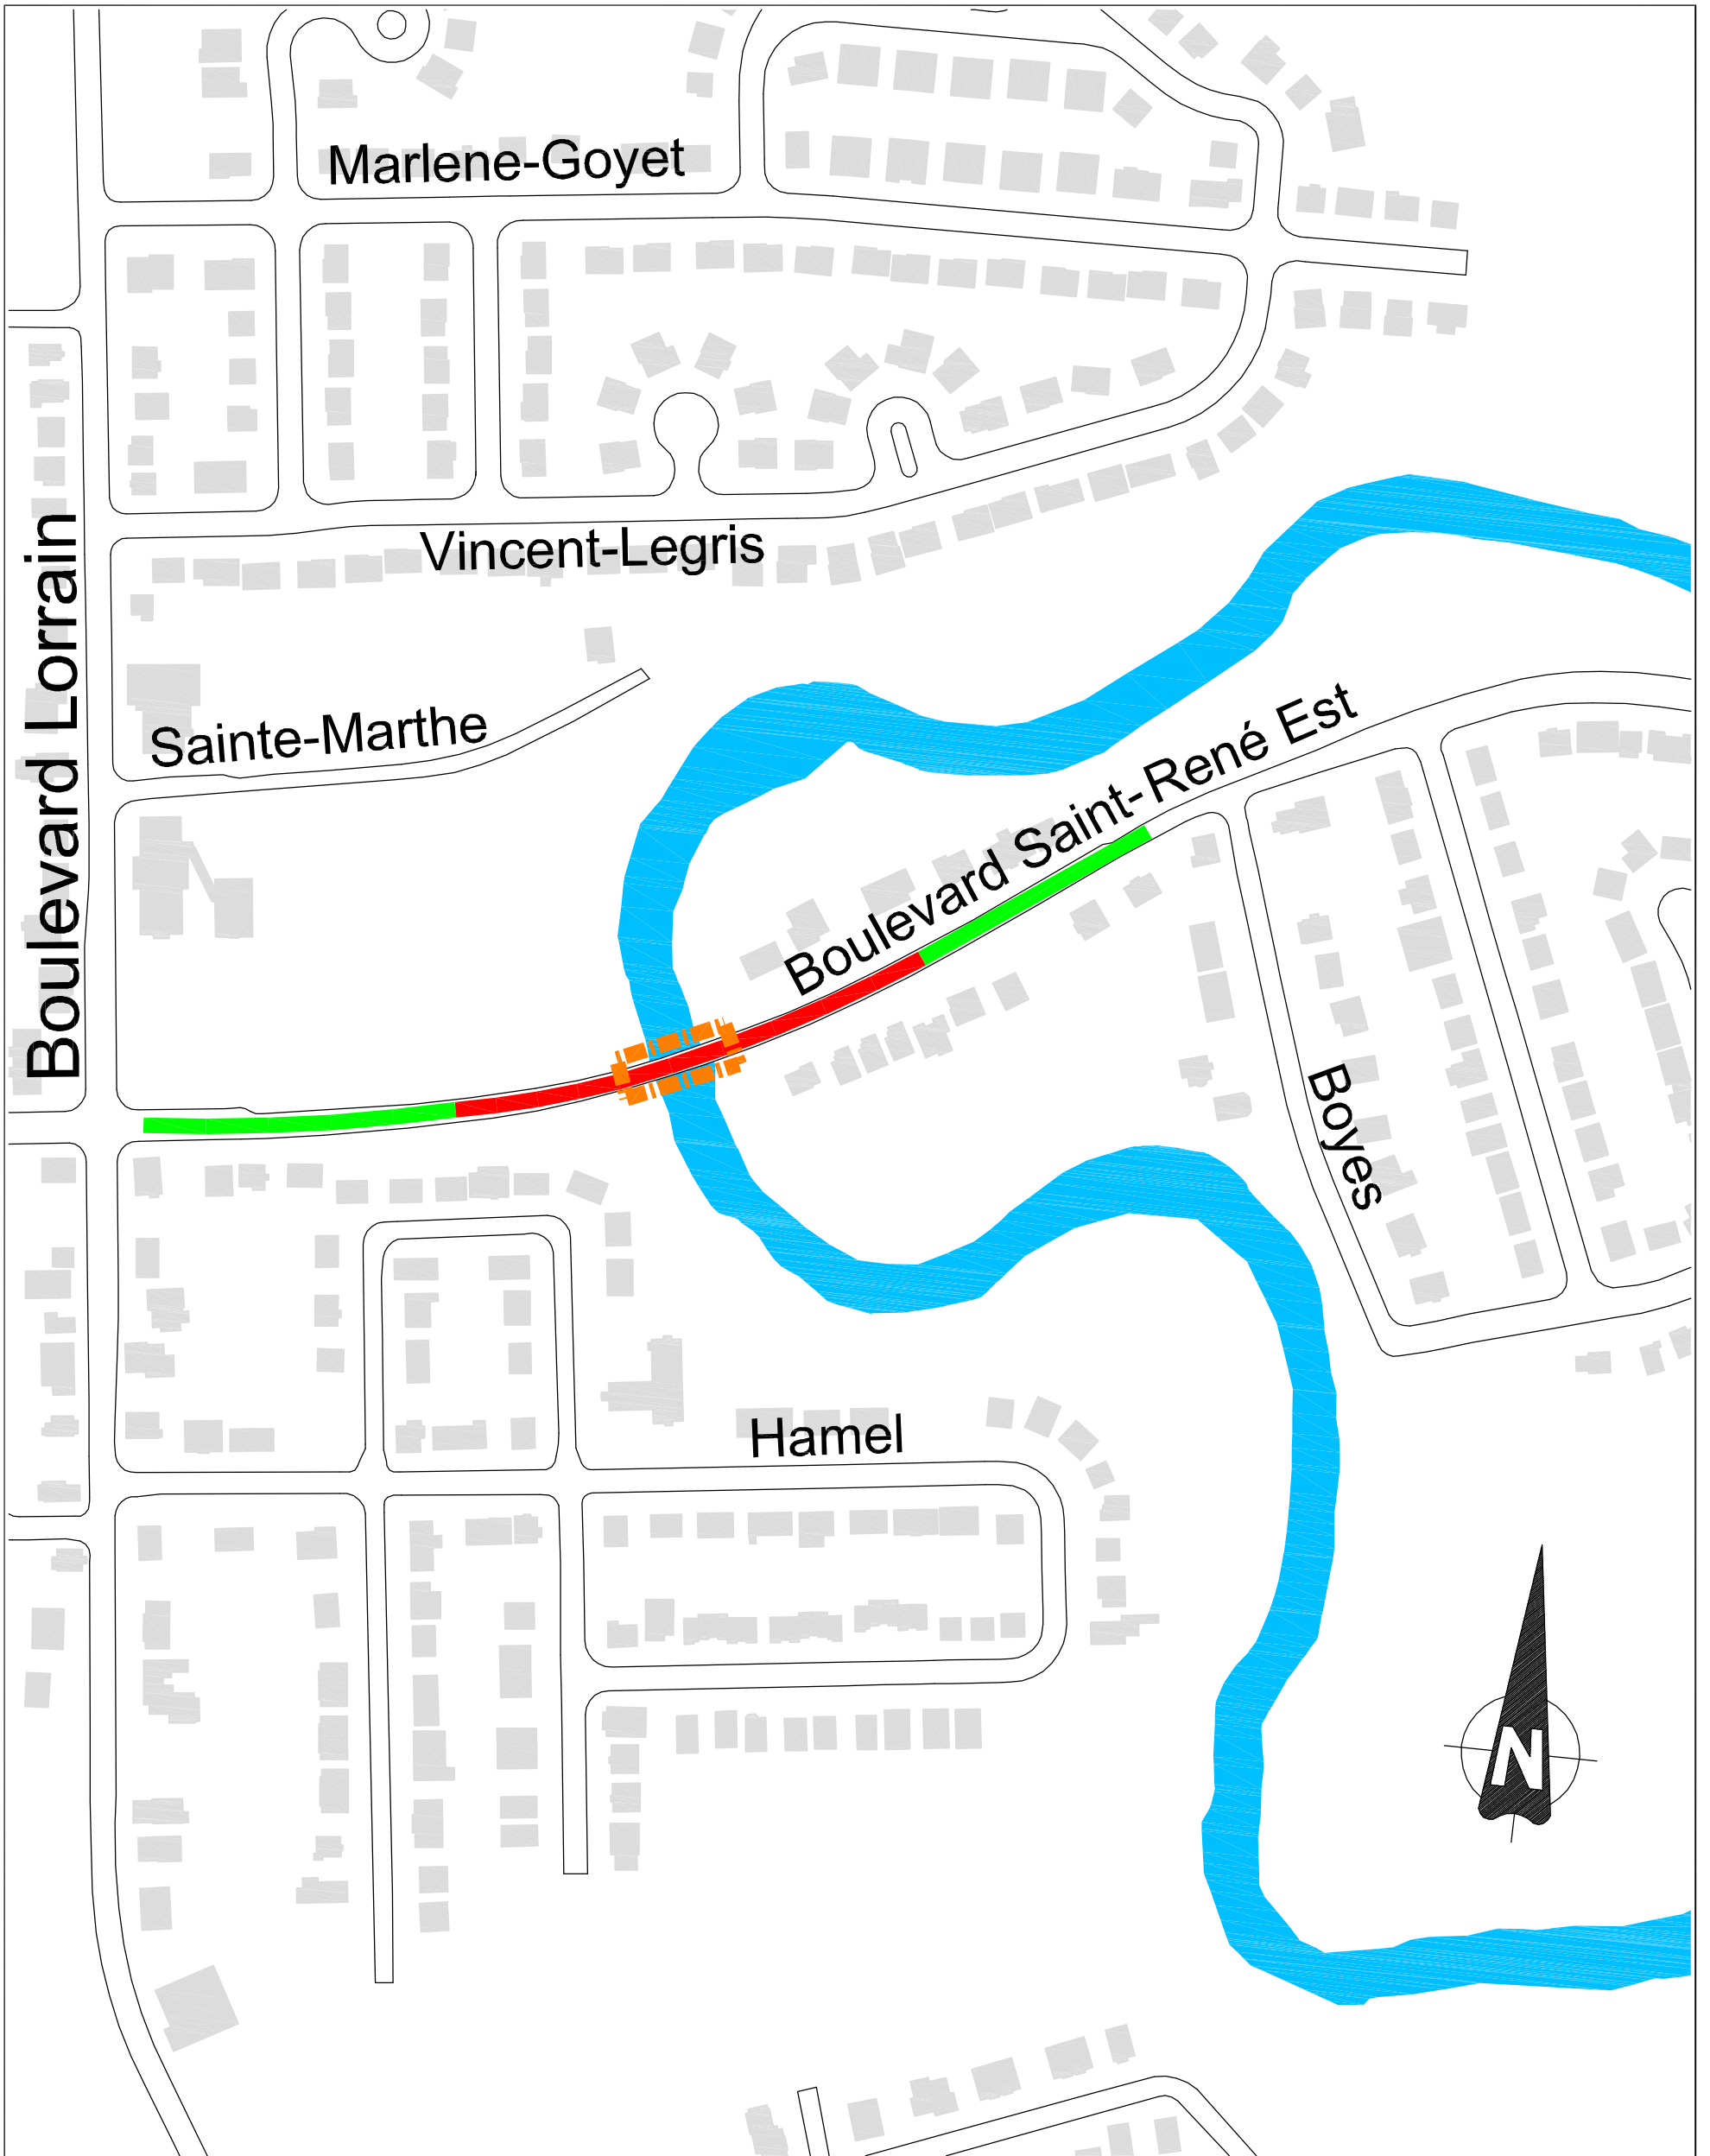 Marlene-Goyet
Vincent-Legris
Boulevard Lorrain
Sainte-Marthe
Boulevard Saint-René Est
Boyes
Hamel
N